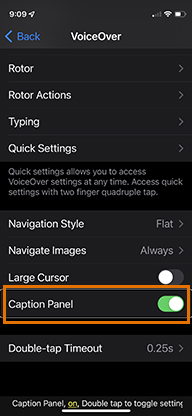 9:09
Back VoiceOver
Rotor
Rotor Actions
Typing
Quick Settings
Quick settings allows you to access
VoiceOver settings at any time. Access quick
settings with two finger quadruple tap.
Navigation Style Flat
Navigate Images Always
Large Cursor
Caption Panel
Double-tap Timeout 0.25s
Caption Panel, on, Double tap to toggle setting